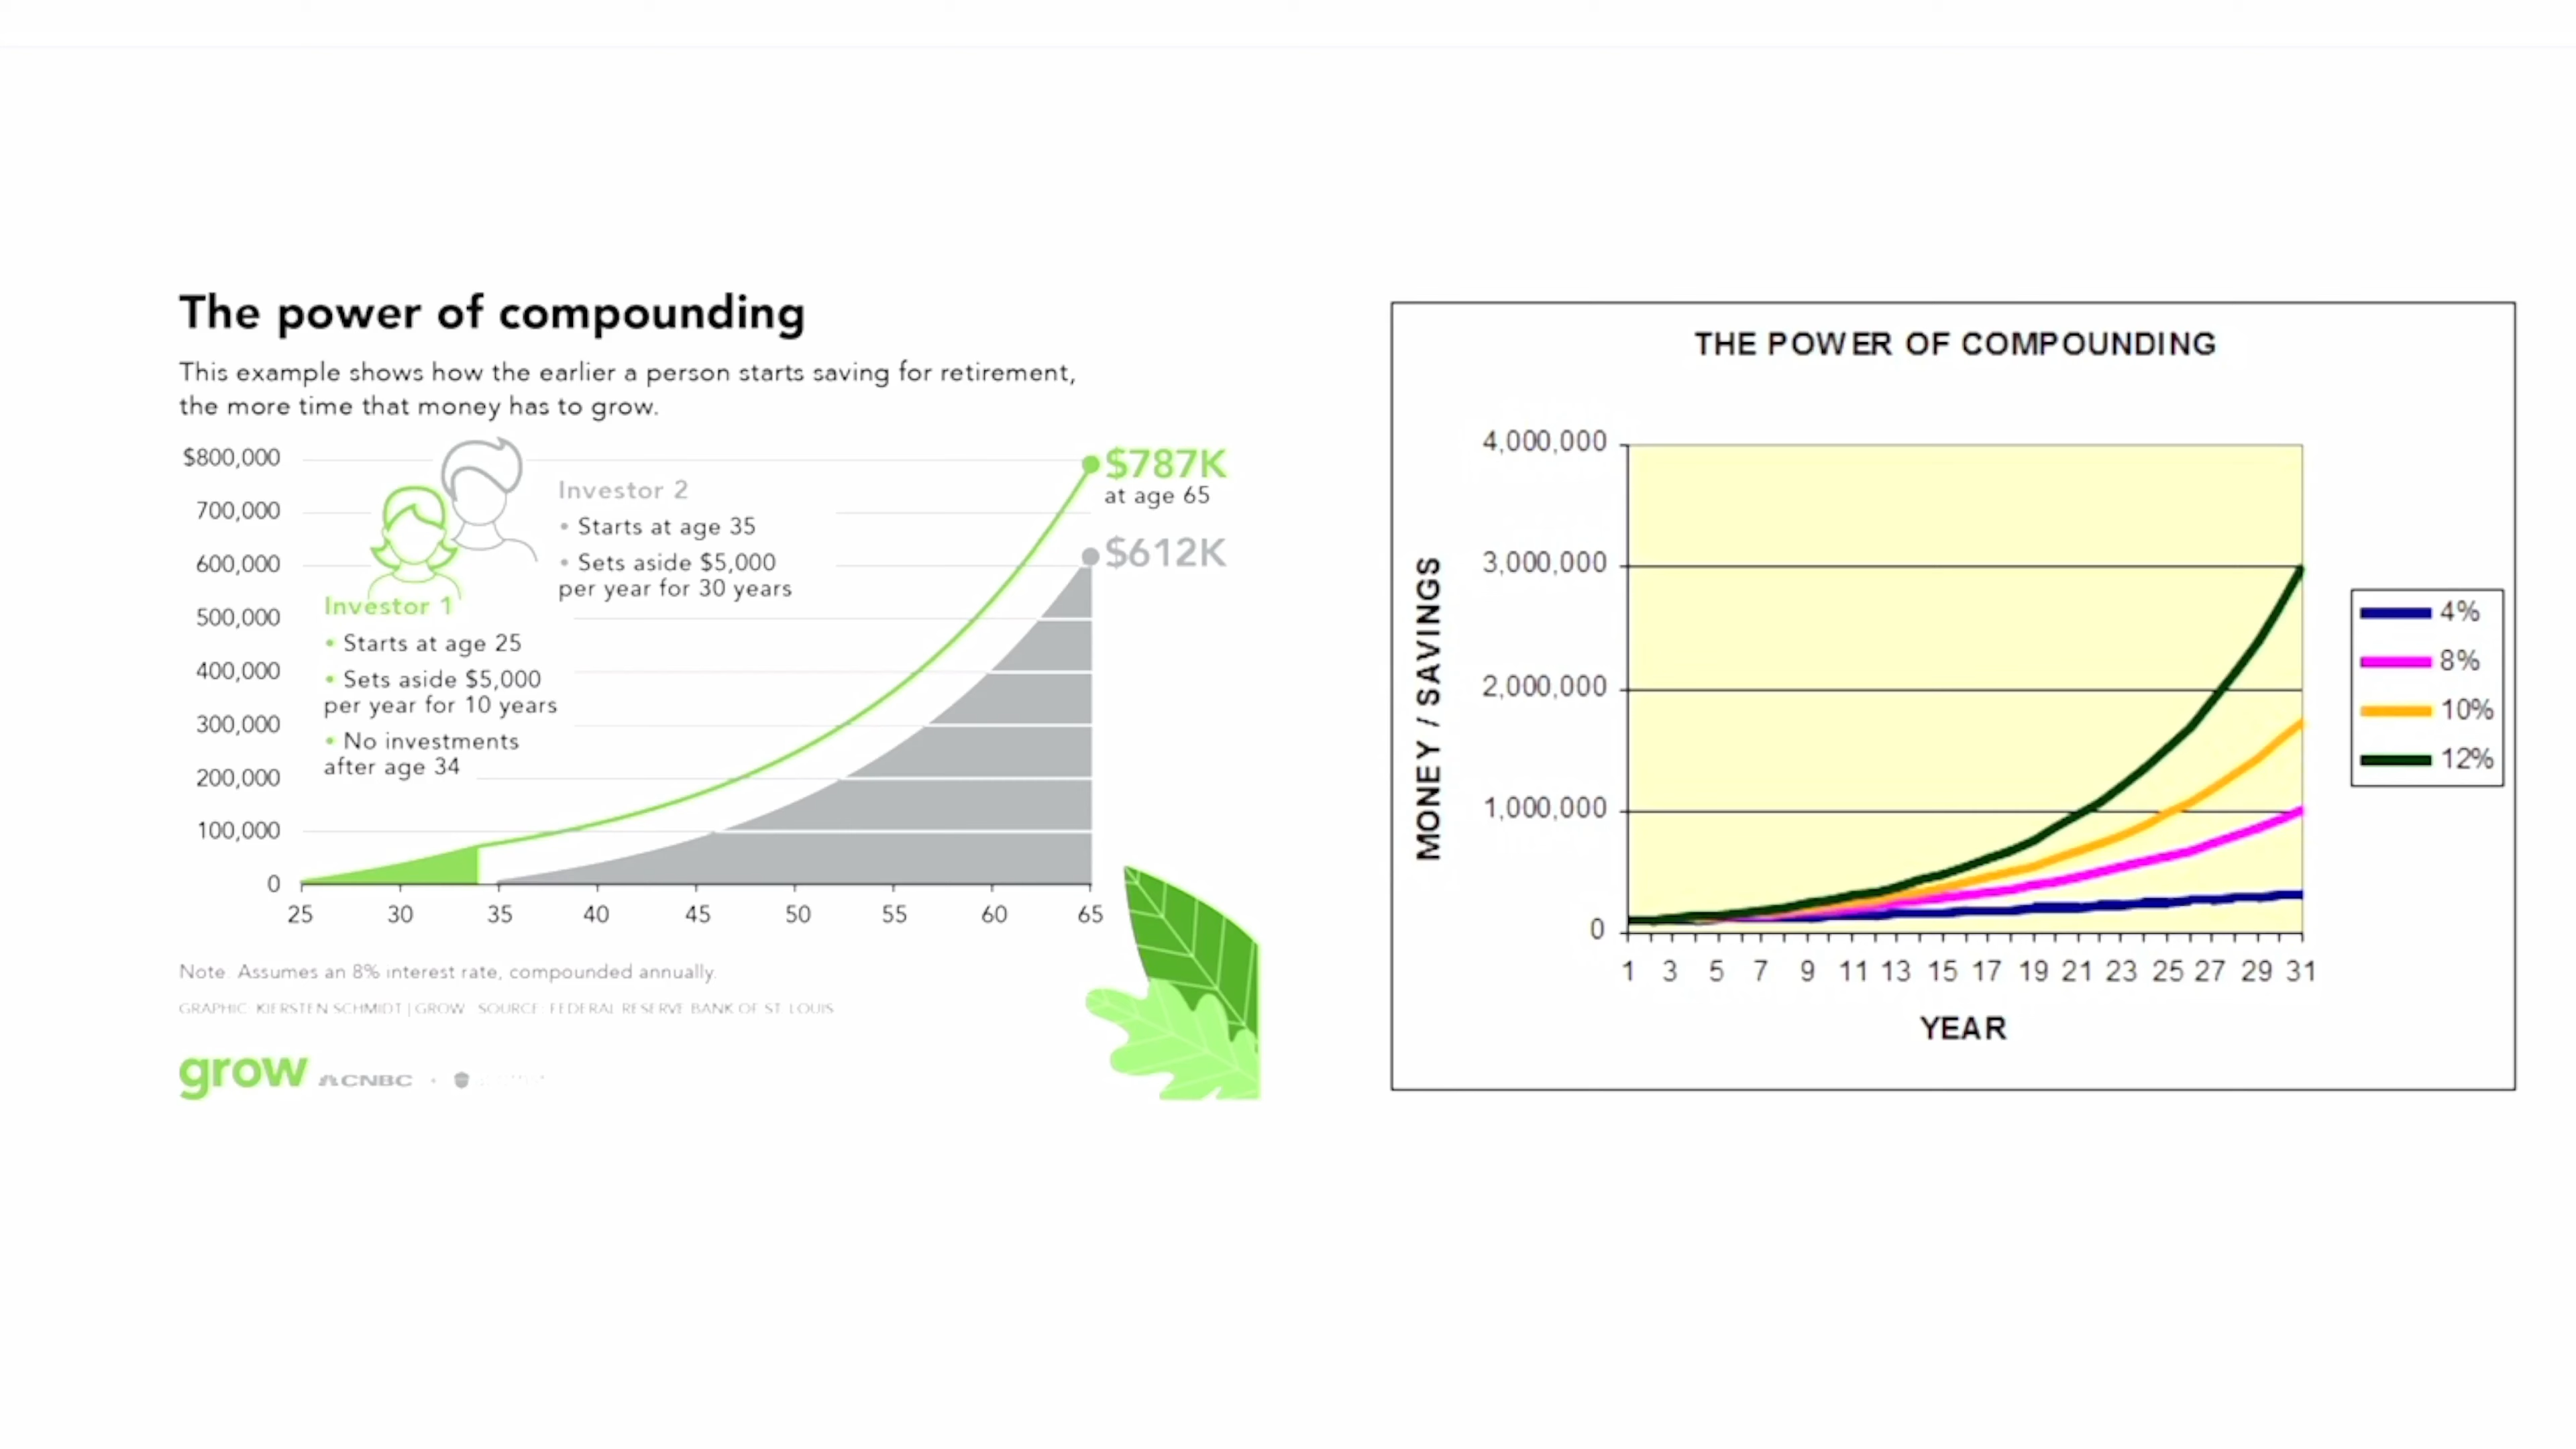 The power of compounding
This example shows how the earlier a person starts saving for retirement,
the more time that money has to grow.
$800,000
700,000
600,000
500,000
400,000
300,000
200,000
100,000
0
Investor 2
• Starts at age 35
• Sets aside $5,000
per year for 30 years
Investor 1
• Starts at age 25
• Sets aside $5,000
per year for 10 years
• No investments
after age 34
$787K
at age 65
$612K
25 30 35 40 45 50 55 60 65
Note. Assumes an 8% interest rate, compounded annually.
GRAPHIC: KIERSTEN SCHMIDT | GROW SOURCE: FEDERAL RESERVE BANK OF ST. LOUIS
grow CNBC
THE POWER OF COMPOUNDING
MONEY / SAVINGS
4,000,000
3,000,000
2,000,000
1,000,000
0
1 3 5 7 9 11 13 15 17 19 21 23 25 27 29 31
YEAR
4%
8%
10%
12%